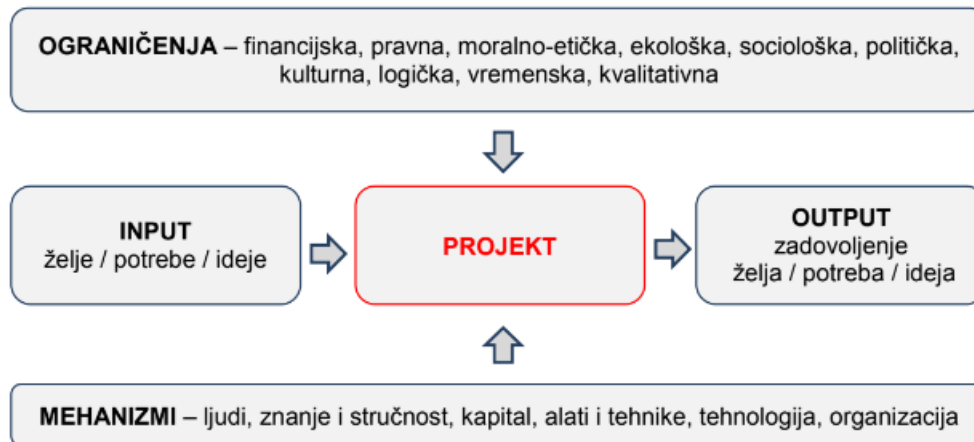 OGRANIČENJA – financijska, pravna, moralno-etička, ekološka, sociološka, politička,
kulturna, logička, vremenska, kvalitativna
INPUT
želje / potrebe / ideje
PROJEKT
OUTPUT
zadovoljenje
želja / potreba / ideja
MEHANIZMI – ljudi, znanje i stručnost, kapital, alati i tehnike, tehnologija, organizacija